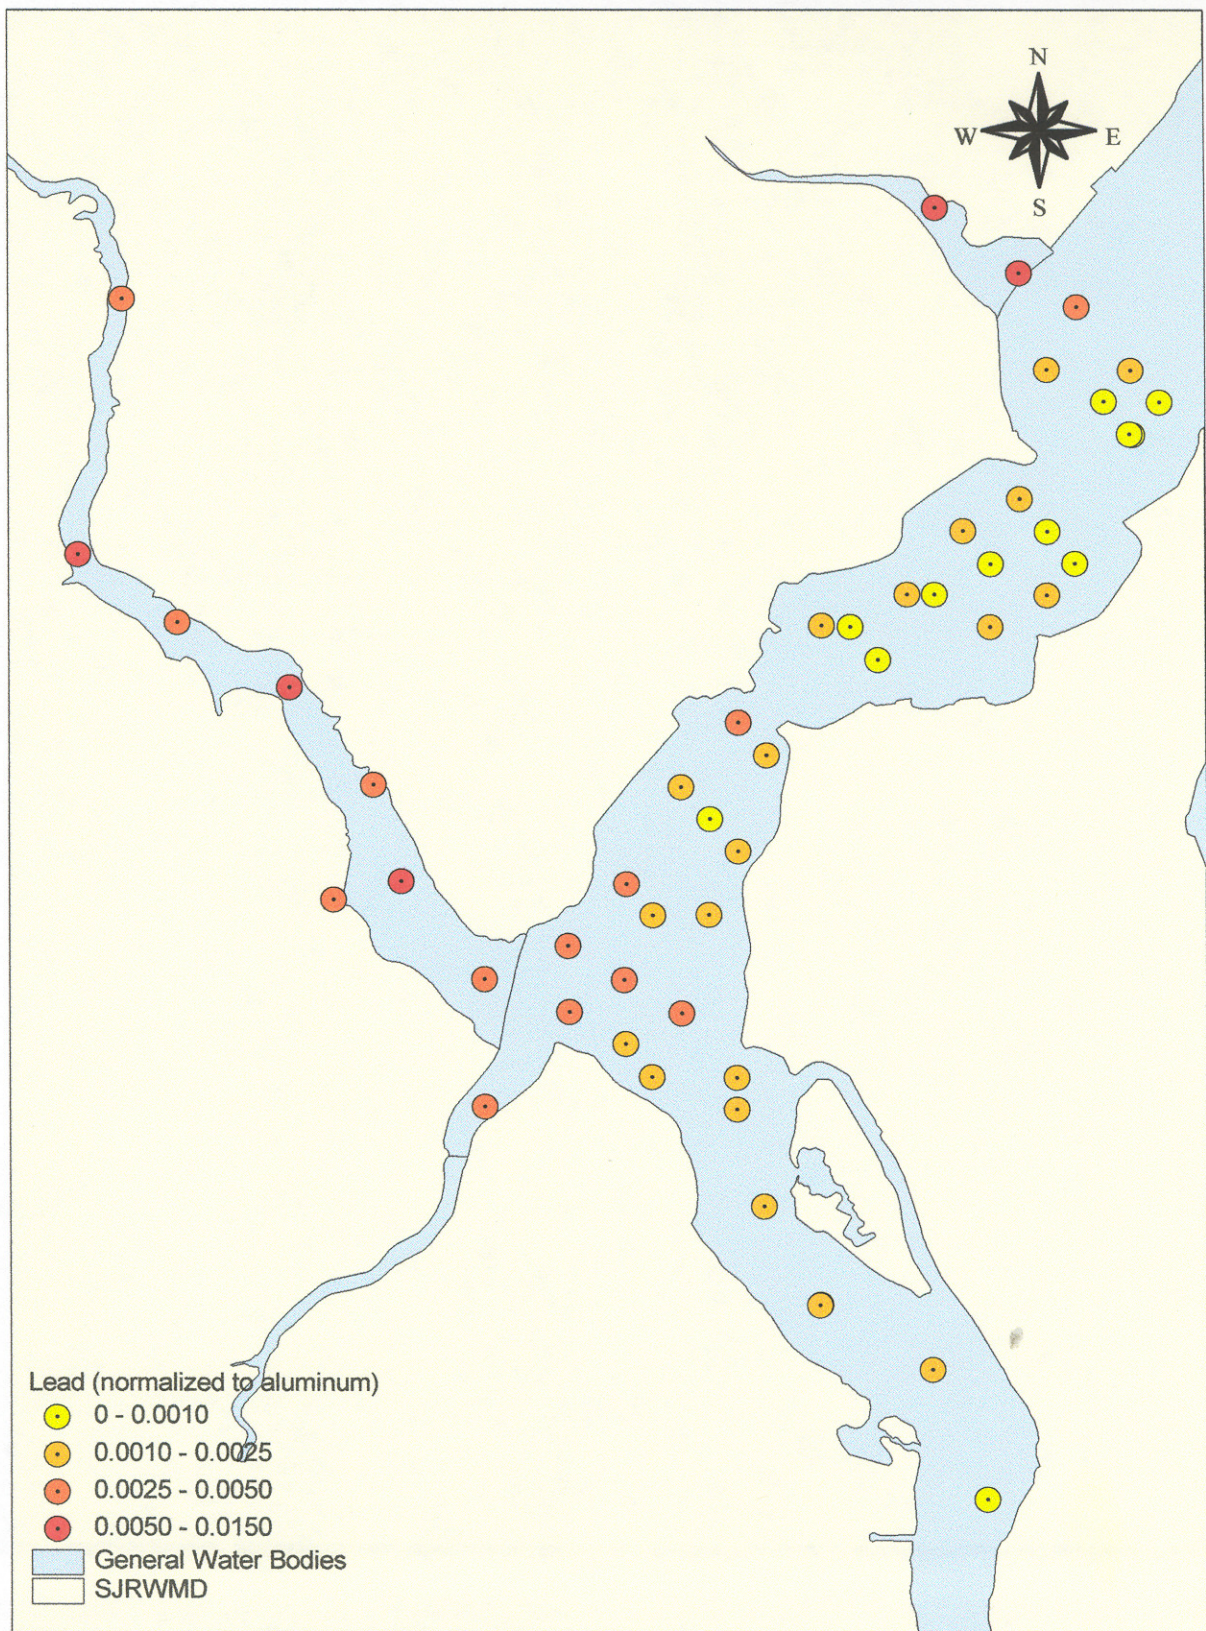 N
W E
S
Lead (normalized to aluminum)
0 - 0.0010
0.0010 - 0.0025
0.0025 - 0.0050
0.0050 - 0.0150
General Water Bodies
SJRWMD